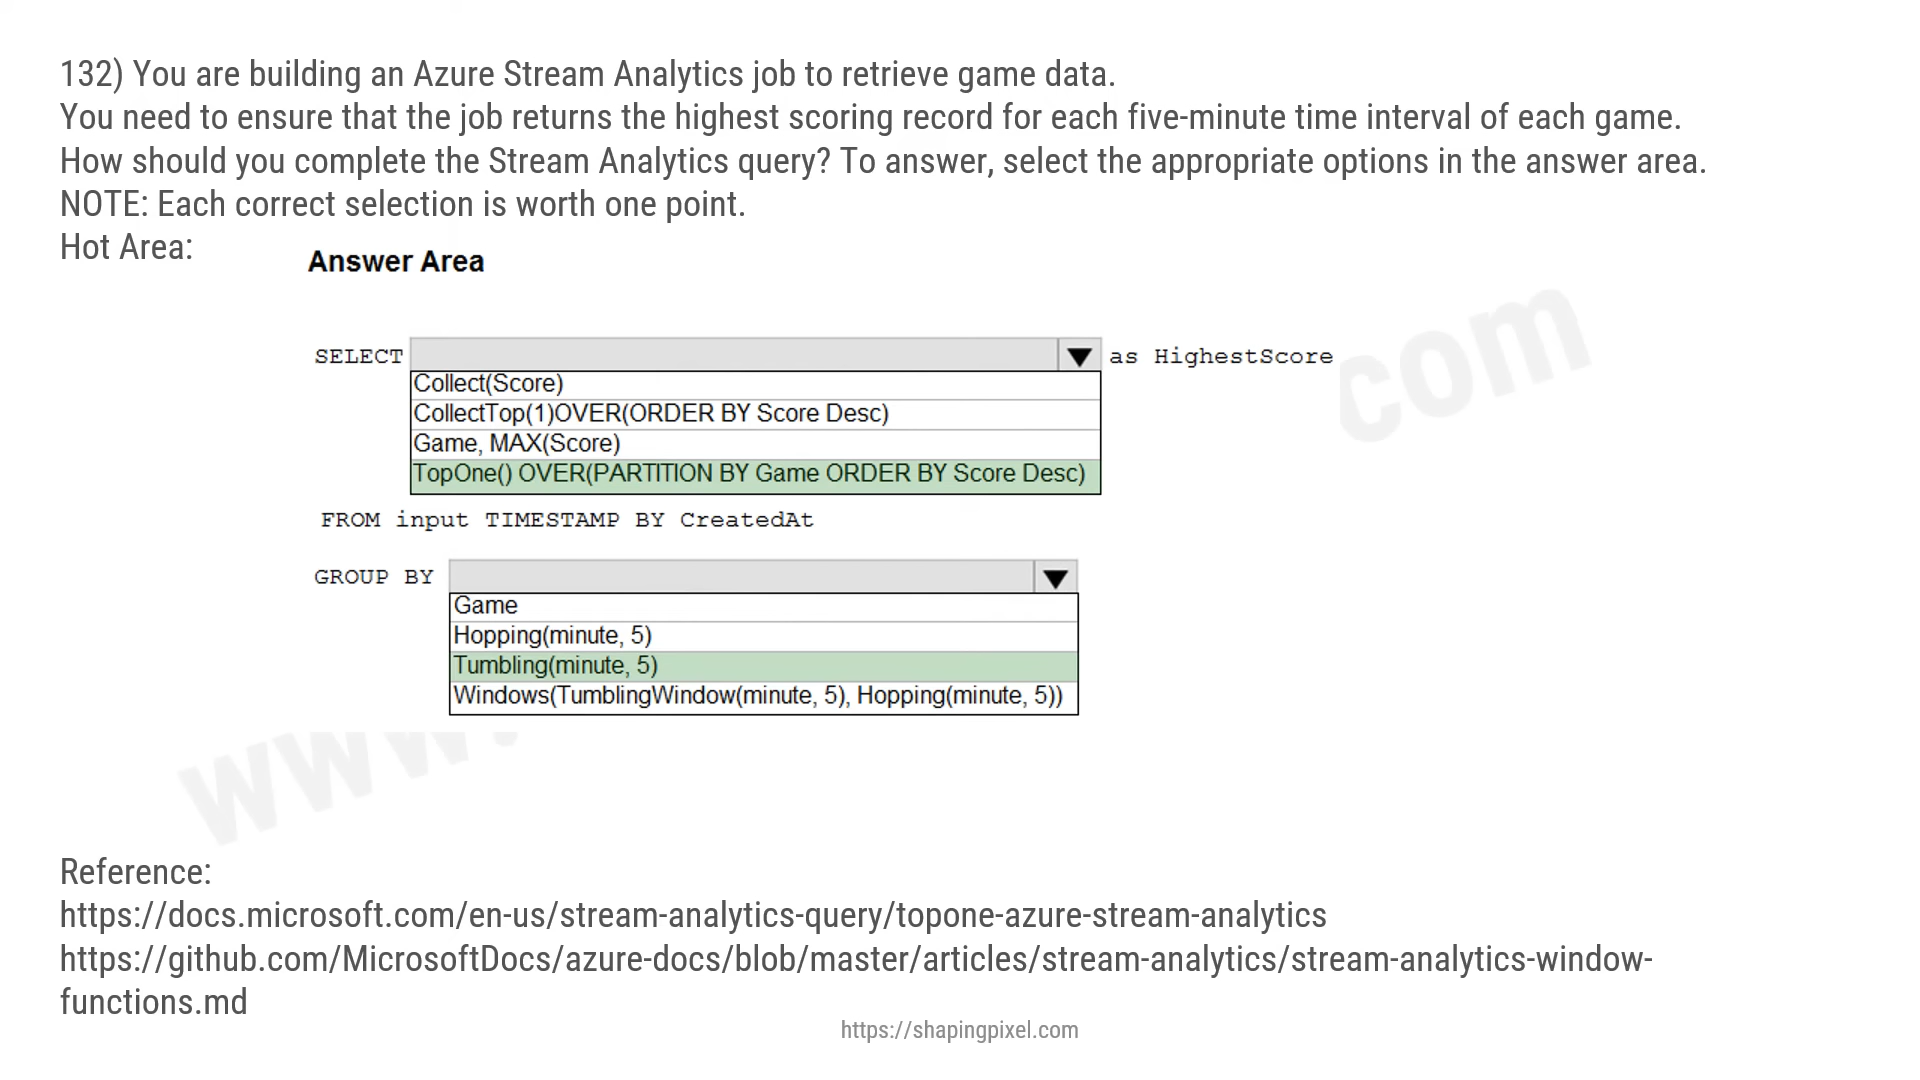 132) You are building an Azure Stream Analytics job to retrieve game data.
You need to ensure that the job returns the highest scoring record for each five-minute time interval of each game.
How should you complete the Stream Analytics query? To answer, select the appropriate options in the answer area.
NOTE: Each correct selection is worth one point.
Hot Area:
Answer Area
SELECT as HighestScore
Collect(Score)
CollectTop(1)OVER(ORDER BY Score Desc)
Game, MAX(Score)
TopOne() OVER(PARTITION BY Game ORDER BY Score Desc)
FROM input TIMESTAMP BY CreatedAt
GROUP BY
Game
Hopping(minute, 5)
Tumbling(minute, 5)
Windows(TumblingWindow(minute, 5), Hopping(minute, 5))
www.
com
Reference:
https://docs.microsoft.com/en-us/stream-analytics-query/topone-azure-stream-analytics
https://github.com/MicrosoftDocs/azure-docs/blob/master/articles/stream-analytics/stream-analytics-window-
functions.md
https://shapingpixel.com